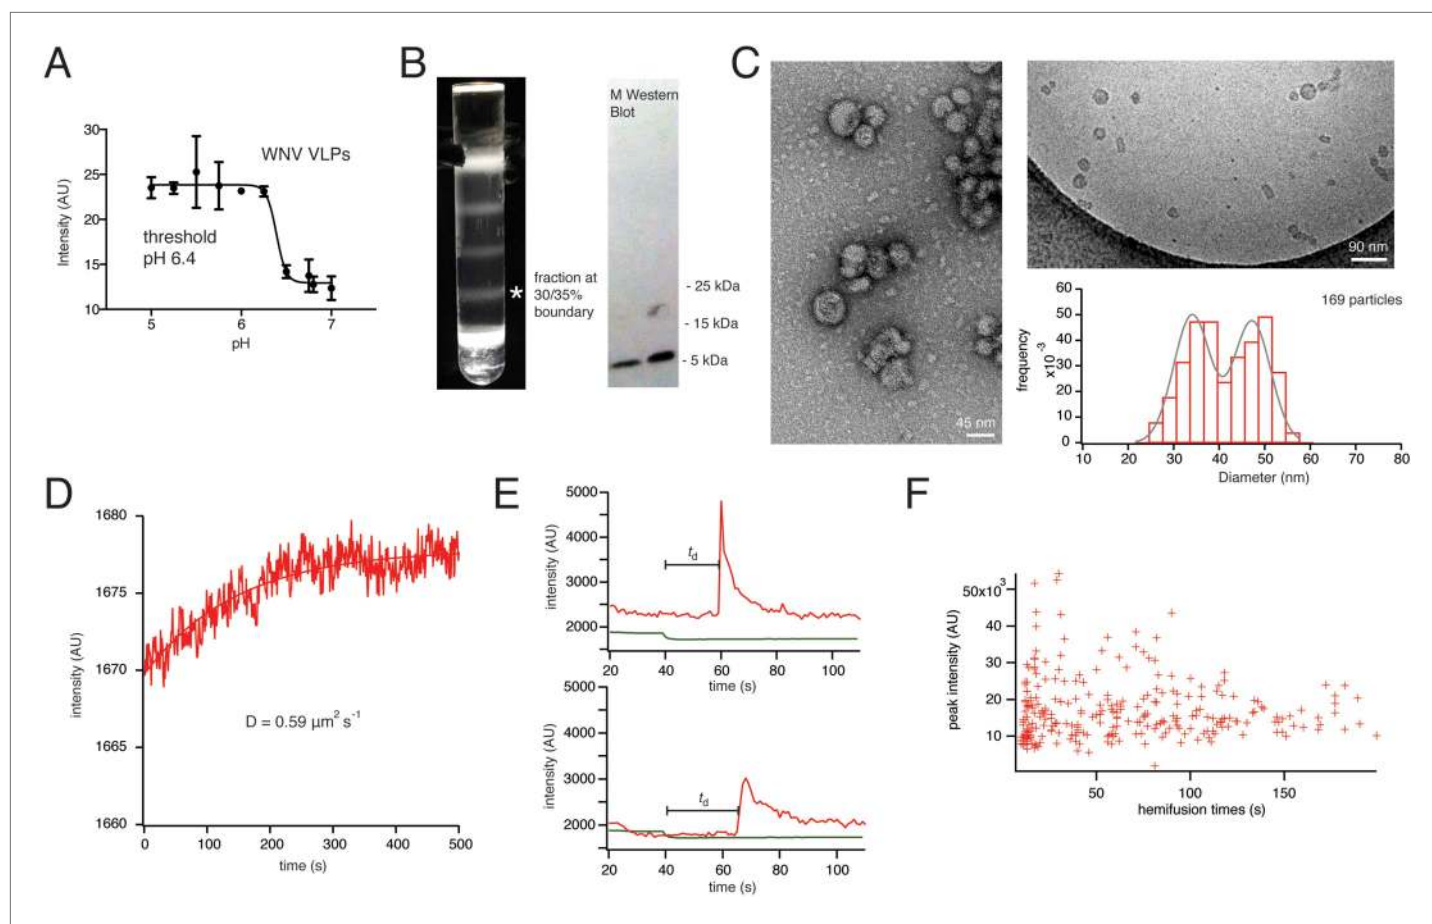 A
30
25
20
15
10
Intensity (AU)
WNV VLPs
threshold
pH 6.4
5
6
7
pH
B
*
fraction at
30/35%
boundary
M Western
Blot
- 25 kDa
- 15 kDa
- 5 kDa
C
45 nm
90 nm
169 particles
60
50
40
30
20
10
0
frequency
x10⁻³
10
20
30
40
50
60
70
80
Diameter (nm)
D
1680
1675
1670
1665
1660
intensity (AU)
D = 0.59 µm² s⁻¹
0
100
200
300
400
500
time (s)
E
5000
4000
3000
2000
intensity (AU)
td
20
40
60
80
100
time (s)
5000
4000
3000
2000
intensity (AU)
td
20
40
60
80
100
time (s)
F
50x10³
40
30
20
10
peak intensity (AU)
50
100
150
hemifusion times (s)